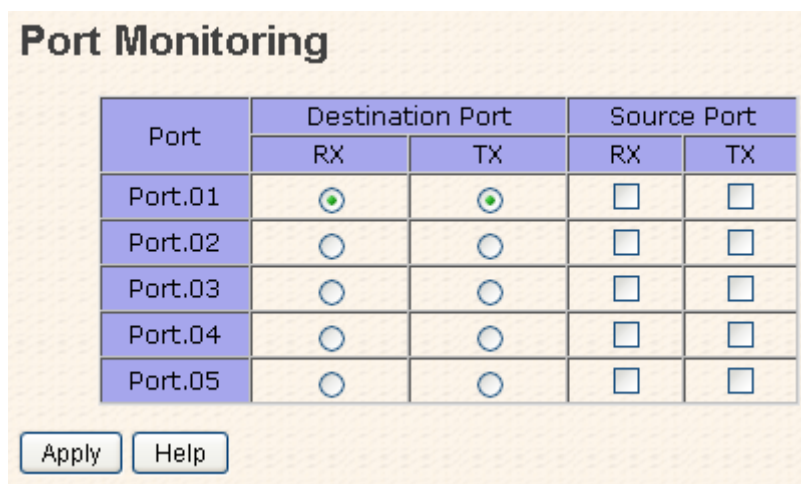 Port Monitoring
Port Destination Port Source Port
RX TX RX TX
Port.01
Port.02
Port.03
Port.04
Port.05
Apply Help